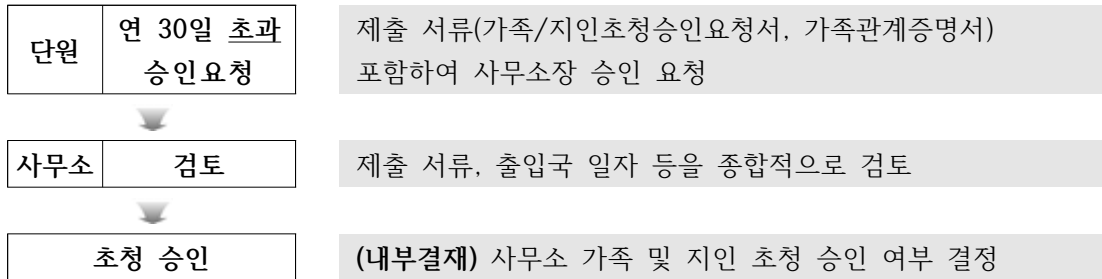 단원
연 30일 초과
승인요청
제출 서류(가족/지인초청승인요청서, 가족관계증명서)
포함하여 사무소장 승인 요청
사무소
검토
제출 서류, 출입국 일자 등을 종합적으로 검토
초청 승인
(내부결재) 사무소 가족 및 지인 초청 승인 여부 결정